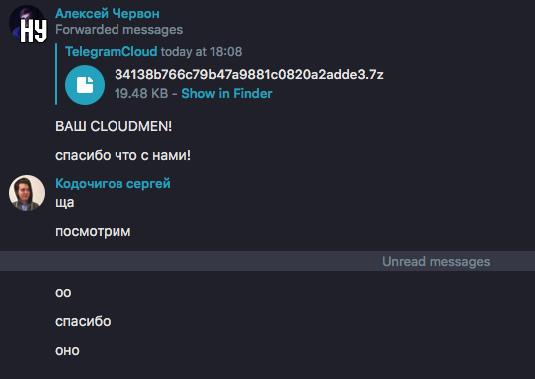 Алексей Червон
НУ
Forwarded messages
TelegramCloud today at 18:08
34138b766c79b47a9881c0820a2adde3.7z
19.48 KB - Show in Finder
ВАШ CLOUDMEN!
спасибо что с нами!
Кодочигов сергей
ща
посмотрим
Unread messages
оо
спасибо
оно